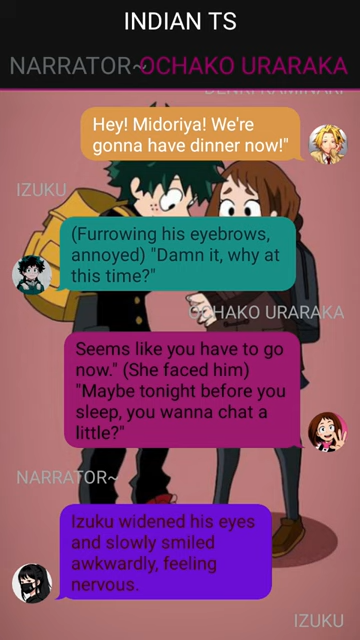 INDIAN TS
NARRATOR~
OCHAKO URARAKA
DENKI KAMINARI
Hey! Midoriya! We're
gonna have dinner now!"
IZUKU
(Furrowing his eyebrows,
annoyed) "Damn it, why at
this time?"
OCHAKO URARAKA
Seems like you have to go
now." (She faced him)
"Maybe tonight before you
sleep, you wanna chat a
little?"
NARRATOR~
Izuku widened his eyes
and slowly smiled
awkwardly, feeling
nervous.
IZUKU